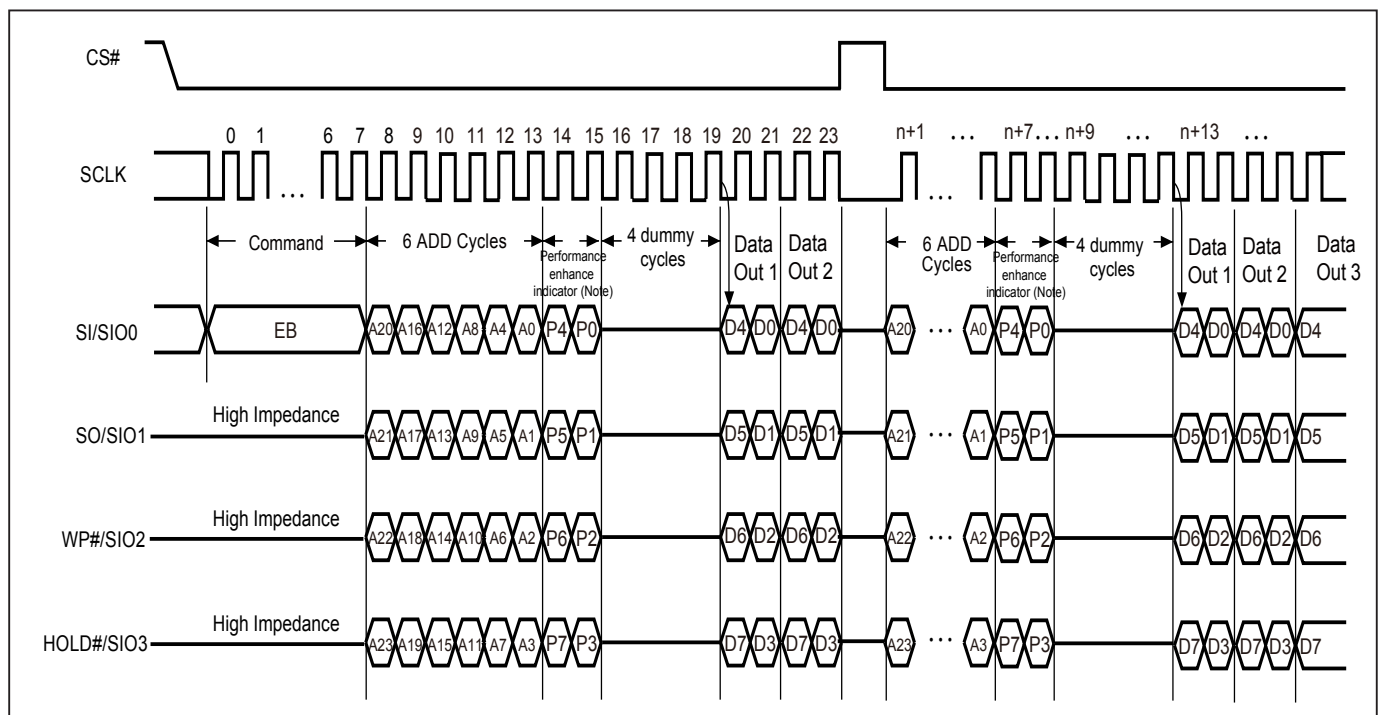 CS#
0 1 6 7 8 9 10 11 12 13 14 15 16 17 18 19 20 21 22 23 n+1 ... n+7... n+9 ... n+13 ...
SCLK
... ...
Command 6 ADD Cycles Performance enhance indicator (Note) 4 dummy cycles Data Out 1 Data Out 2 6 ADD Cycles Performance enhance indicator (Note) 4 dummy cycles Data Out 1 Data Out 2 Data Out 3
SI/SIO0 EB A20 A16 A12 A8 A4 A0 P4 P0 D4 D0 D4 D0 A20 ... A0 P4 P0 D4 D0 D4 D0 D4
High Impedance
SO/SIO1 A21 A17 A13 A9 A5 A1 P5 P1 D5 D1 D5 D1 A21 ... A1 P5 P1 D5 D1 D5 D1 D5
High Impedance
WP#/SIO2 A22 A18 A14 A10 A6 A2 P6 P2 D6 D2 D6 D2 A22 ... A2 P6 P2 D6 D2 D6 D2 D6
High Impedance
HOLD#/SIO3 A23 A19 A15 A11 A7 A3 P7 P3 D7 D3 D7 D3 A23 ... A3 P7 P3 D7 D3 D7 D3 D7